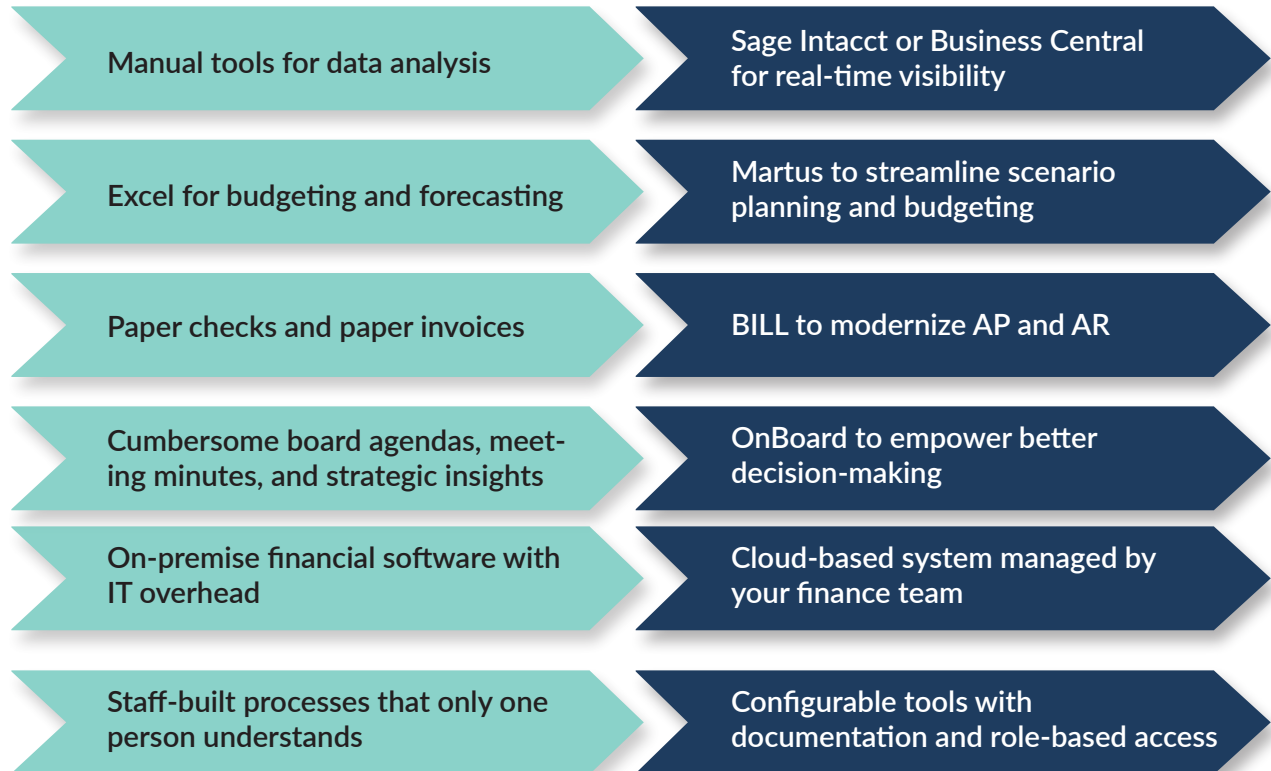 Manual tools for data analysis
Sage Intacct or Business Central
for real-time visibility
Excel for budgeting and forecasting
Martus to streamline scenario
planning and budgeting
Paper checks and paper invoices
BILL to modernize AP and AR
Cumbersome board agendas, meet-
ing minutes, and strategic insights
OnBoard to empower better
decision-making
On-premise financial software with
IT overhead
Cloud-based system managed by
your finance team
Staff-built processes that only one
person understands
Configurable tools with
documentation and role-based access